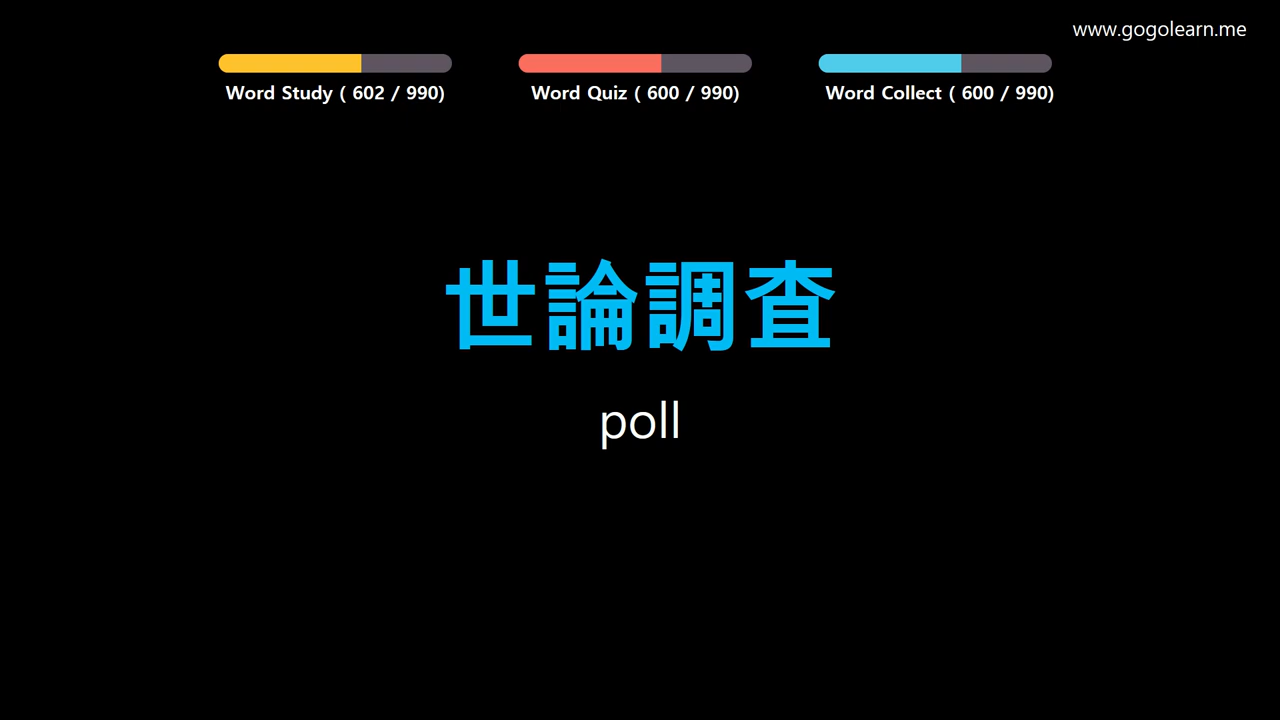 www.gogolearn.me
Word Study ( 602 / 990)
Word Quiz ( 600 / 990)
Word Collect ( 600 / 990)
世論調査
poll